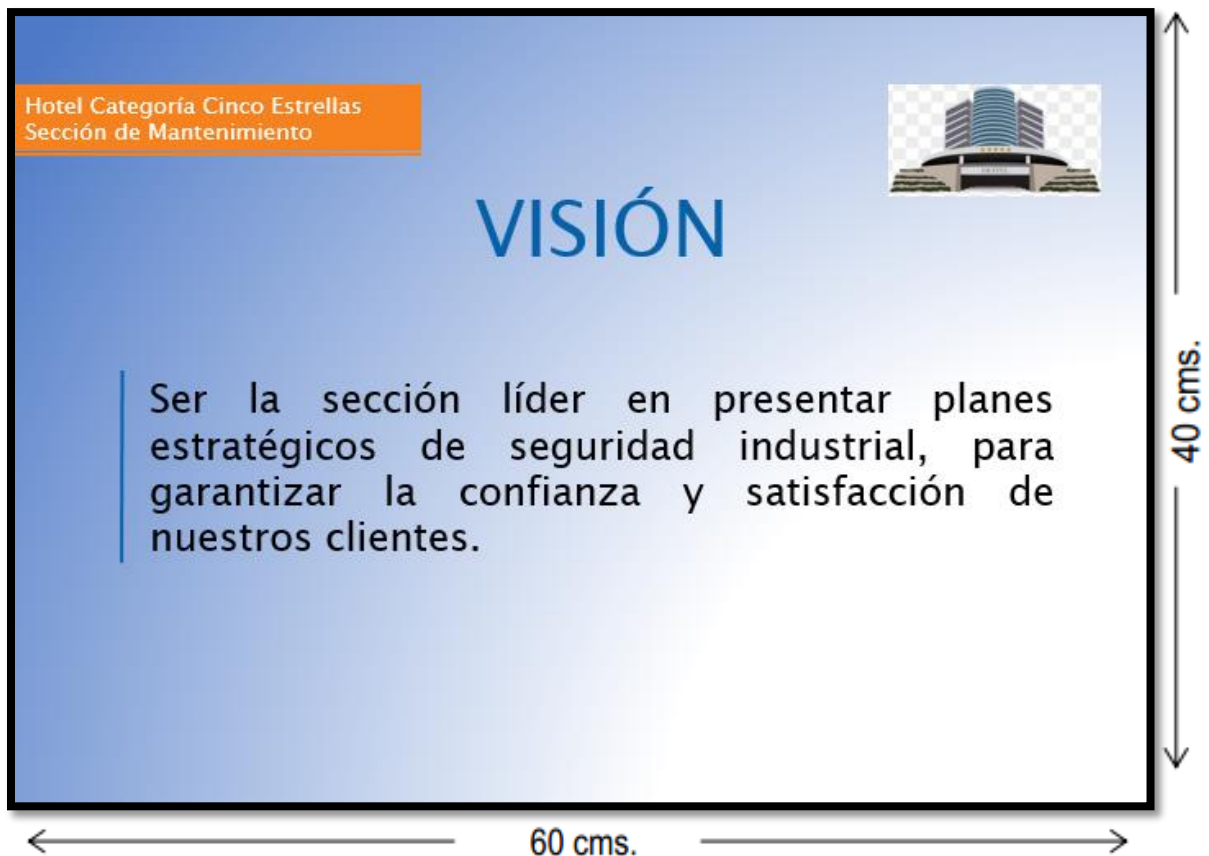 Hotel Categoría Cinco Estrellas
Sección de Mantenimiento
VISIÓN
Ser la sección líder en presentar planes
estratégicos de seguridad industrial, para
garantizar la confianza y satisfacción de
nuestros clientes.
40 cms.
60 cms.